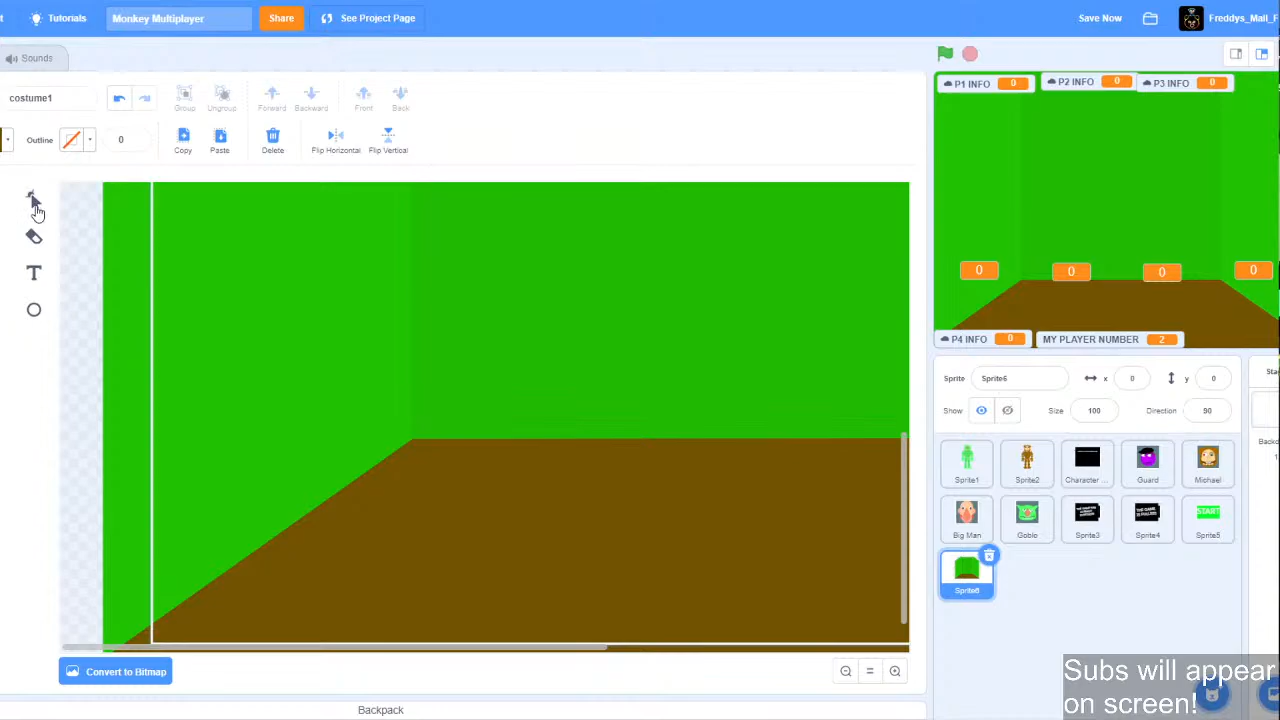 t Tutorials Monkey Multiplayer Share See Project Page Save Now Freddys_Mall_F
Sounds
costume1 Group Ungroup Forward Backward Front Back
Outline 0 Copy Paste Delete Flip Horizontal Flip Vertical
T
Convert to Bitmap
Backpack
P1 INFO 0 P2 INFO 0 P3 INFO 0
0 0 0 0
P4 INFO 0 MY PLAYER NUMBER 2
Sprite Sprite6 x 0 y 0
Show Size 100 Direction 90
Sprite1 Sprite2 Character ... Guard Michael
START
Big Man Goblo Sprite3 Sprite4 Sprite5
Sprite6
Sta
Backd
1
Subs will appear
on screen!